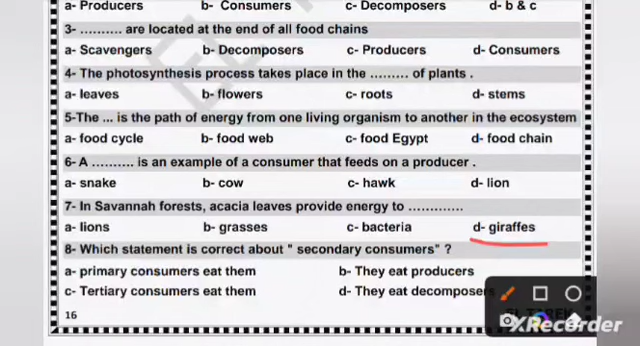 a- Producers b- Consumers c- Decomposers d- b & c
3- .......... are located at the end of all food chains
a- Scavengers b- Decomposers c- Producers d- Consumers
4- The photosynthesis process takes place in the ......... of plants .
a- leaves b- flowers c- roots d- stems
5-The ... is the path of energy from one living organism to another in the ecosystem
a- food cycle b- food web c- food Egypt d- food chain
6- A .......... is an example of a consumer that feeds on a producer .
a- snake b- cow c- hawk d- lion
7- In Savannah forests, acacia leaves provide energy to .............
a- lions b- grasses c- bacteria d- giraffes
8- Which statement is correct about " secondary consumers" ?
a- primary consumers eat them b- They eat producers
c- Tertiary consumers eat them d- They eat decomposers
16
XRecorder